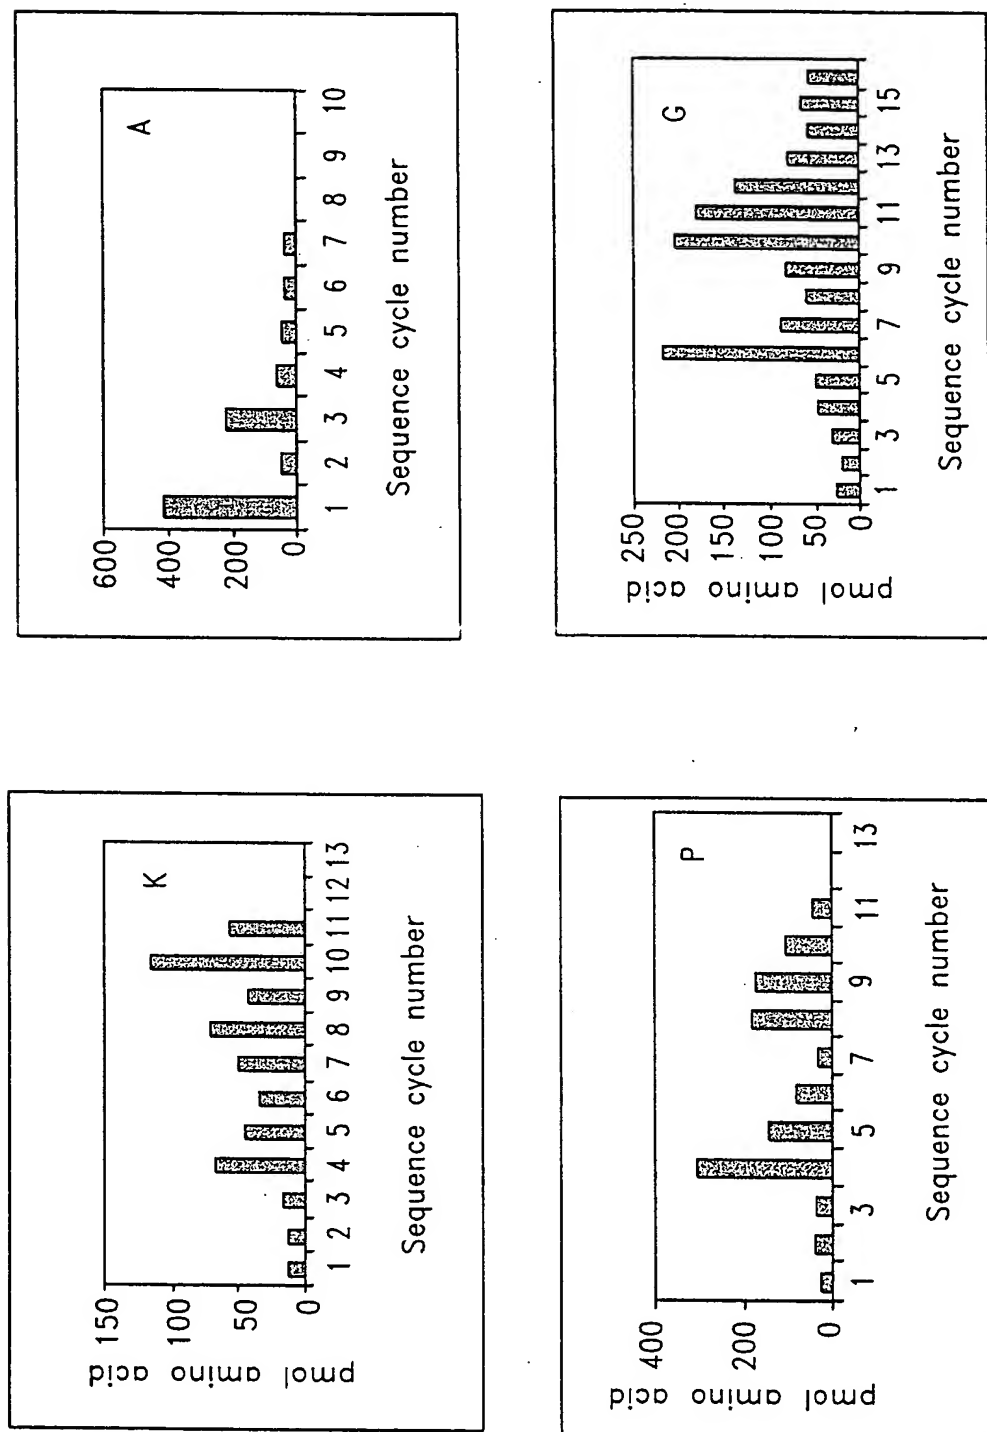 A
600
400
200
0
1 2 3 4 5 6 7 8 9 10
Sequence cycle number
G
250
200
150
100
50
0
1 3 5 7 9 11 13 15
Sequence cycle number
pmol amino acid
K
150
100
50
0
1 2 3 4 5 6 7 8 9 10 11 12 13
Sequence cycle number
pmol amino acid
P
400
200
0
1 3 5 7 9 11 13
Sequence cycle number
pmol amino acid